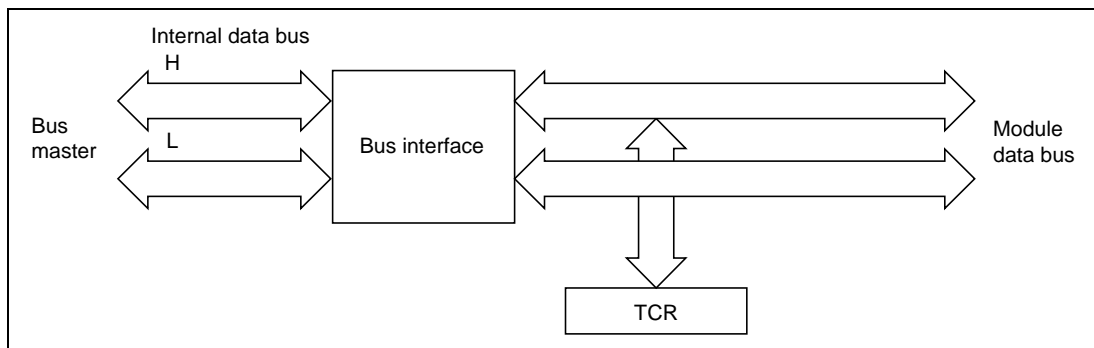 Internal data bus
H
Bus
master
L
Bus interface
Module
data bus
TCR